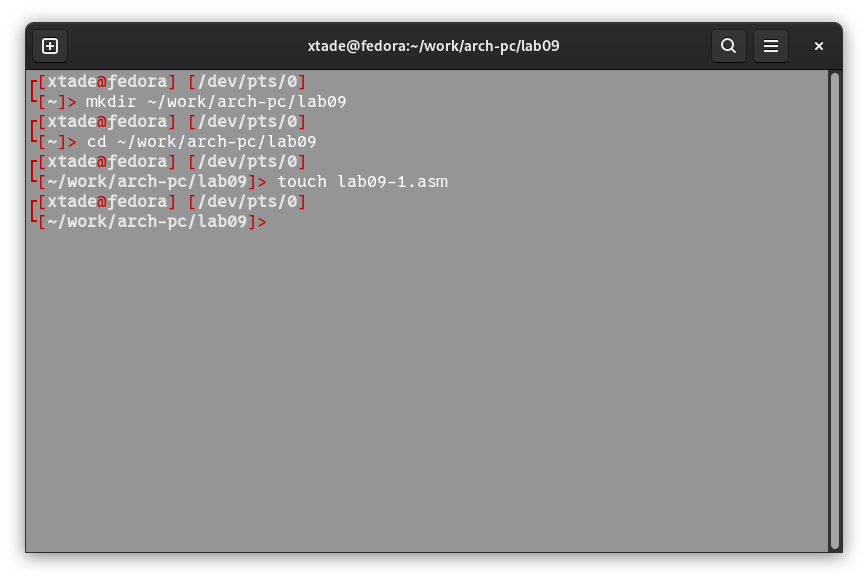 xtade@fedora:~/work/arch-pc/lab09
[xtade@fedora] [/dev/pts/0]
[~]> mkdir ~/work/arch-pc/lab09
[xtade@fedora] [/dev/pts/0]
[~]> cd ~/work/arch-pc/lab09
[xtade@fedora] [/dev/pts/0]
[~/work/arch-pc/lab09]> touch lab09-1.asm
[xtade@fedora] [/dev/pts/0]
[~/work/arch-pc/lab09]>